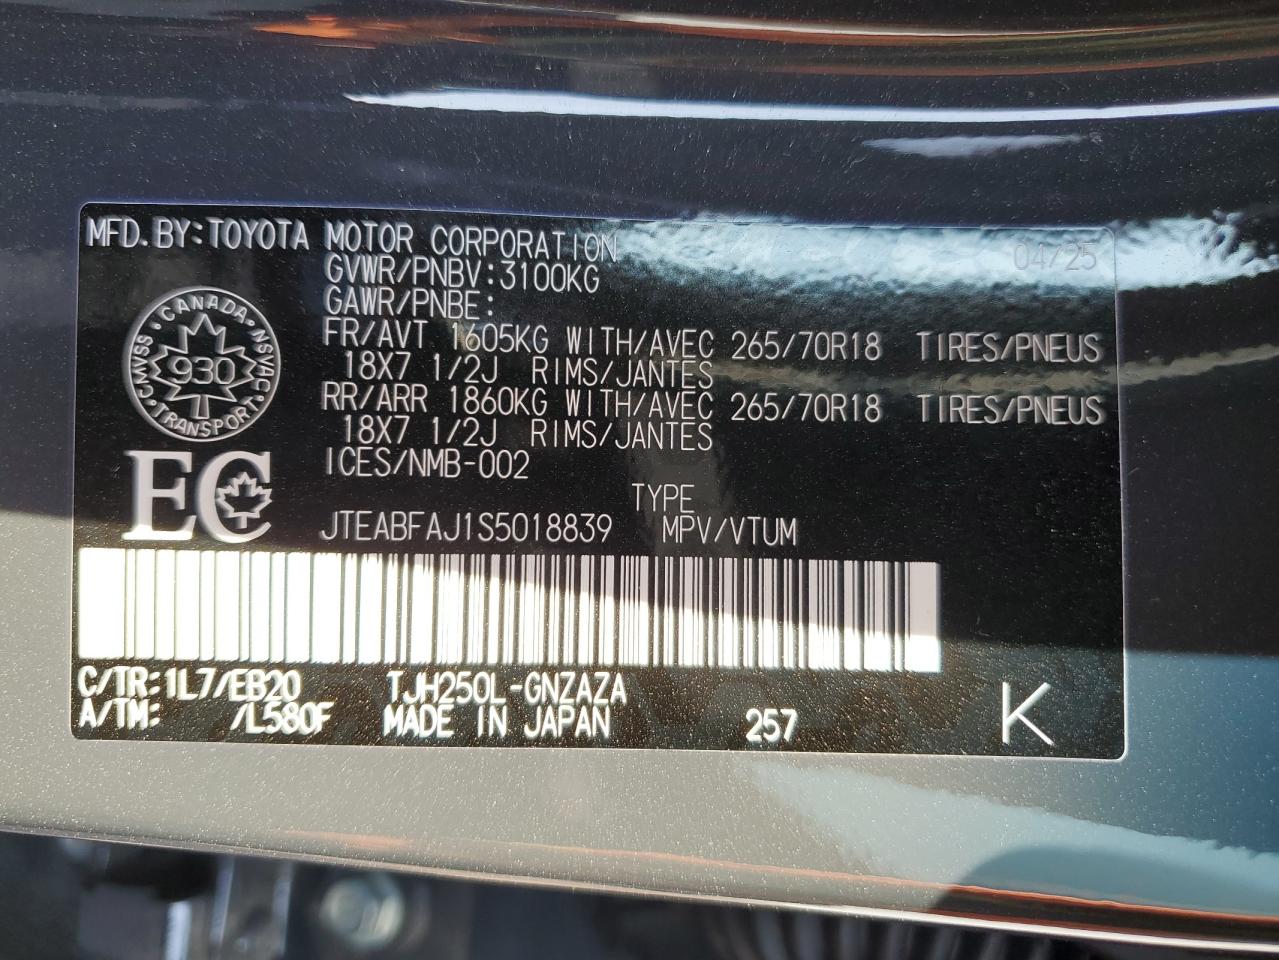 MFD.BY:TOYOTA MOTOR CORPORATION 04/25
GVWR/PNBV:3100KG
GAWR/PNBE:
FR/AVT 1605KG WITH/AVEC 265/70R18 TIRES/PNEUS
18X7 1/2J RIMS/JANTES
RR/ARR 1860KG WITH/AVEC 265/70R18 TIRES/PNEUS
18X7 1/2J RIMS/JANTES
ICES/NMB-002
CANADA
CMVSS • NSVAC
930
TRANSPORT
EC
TYPE
JTEABFAJ1S5018839 MPV/VTUM
C/TR:1L7/EB20 TJH250L-GNZAZA
A/TM: /L580F MADE IN JAPAN 257 K